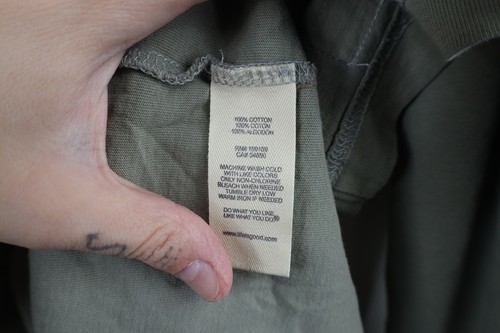 100% COTTON
100% COTON
100% ALGODON
MACHINE WASH COLD
WITH LIKE COLORS
ONLY NON-CHLORINE
BLEACH WHEN NEEDED
TUMBLE DRY LOW
WARM IRON IF NEEDED
DO WHAT YOU LIKE
LIKE WHAT YOU DO
www.lifeisgood.com